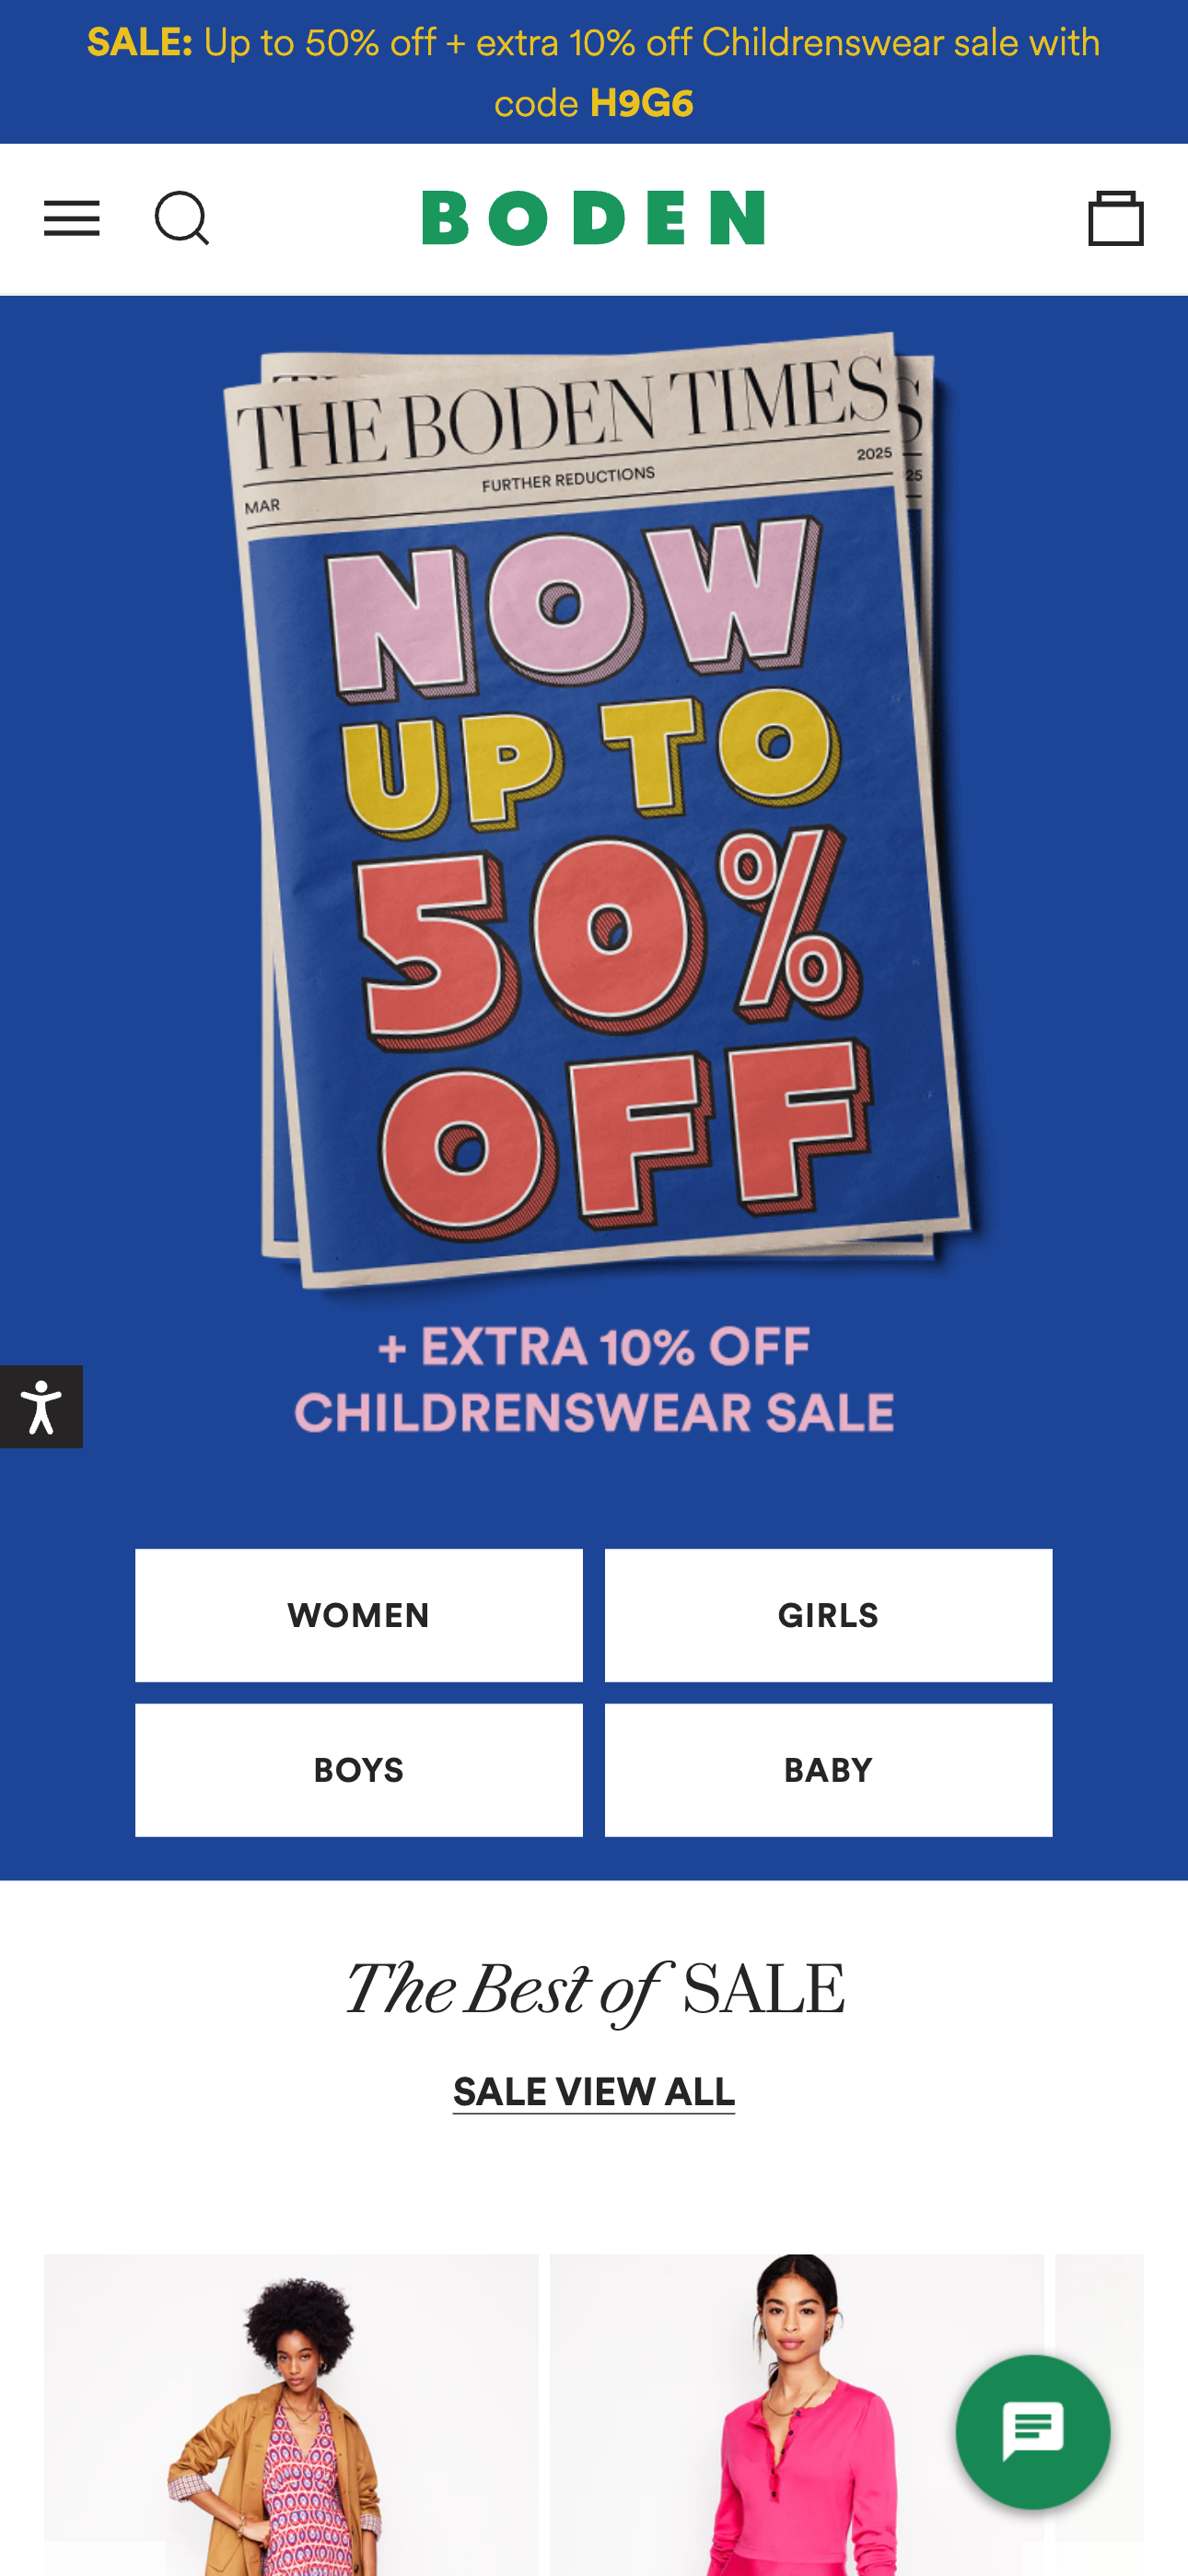 SALE: Up to 50% off + extra 10% off Childrenswear sale with
code H9G6
BODEN
THE BODEN TIMES
MAR
FURTHER REDUCTIONS
2025
NOW
UP TO
50%
OFF
+ EXTRA 10% OFF
CHILDRENSWEAR SALE
WOMEN
GIRLS
BOYS
BABY
The Best of SALE
SALE VIEW ALL